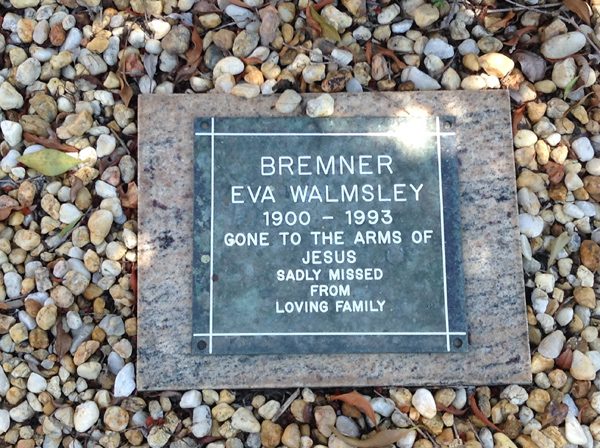 BREMNER
EVA WALMSLEY
1900 - 1993
GONE TO THE ARMS OF
JESUS
SADLY MISSED
FROM
LOVING FAMILY